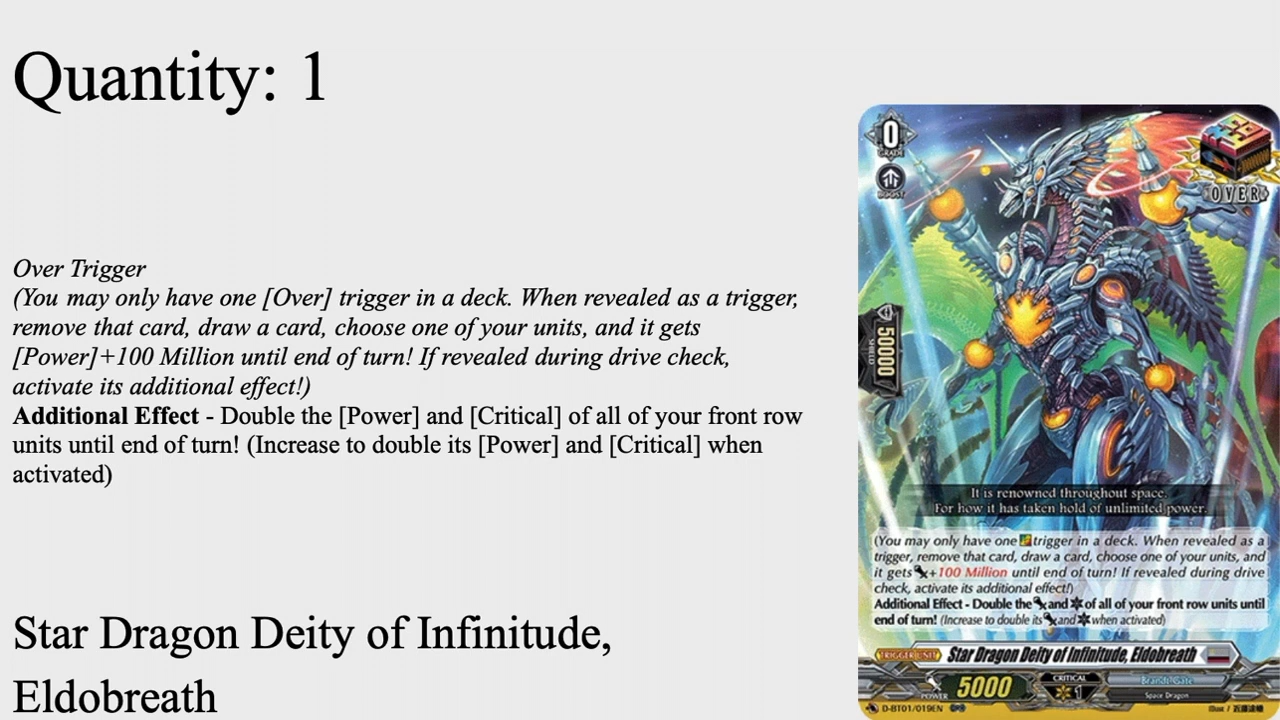 Quantity: 1
Over Trigger
(You may only have one [Over] trigger in a deck. When revealed as a trigger,
remove that card, draw a card, choose one of your units, and it gets
[Power]+100 Million until end of turn! If revealed during drive check,
activate its additional effect!)
Additional Effect - Double the [Power] and [Critical] of all of your front row
units until end of turn! (Increase to double its [Power] and [Critical] when
activated)
Star Dragon Deity of Infinitude,
Eldobreath
0
GRADE
BOOST
OVER
50000
SHIELD
It is renowned throughout space.
For how it has taken hold of unlimited power.
(You may only have one trigger in a deck. When revealed as a
trigger, remove that card, draw a card, choose one of your units, and
it gets +100 Million until end of turn! If revealed during drive
check, activate its additional effect!)
Additional Effect - Double the and of all of your front row units until
end of turn! (Increase to double its and when activated)
TRIGGER UNIT Star Dragon Deity of Infinitude, Eldobreath
POWER 5000 CRITICAL 1 Brandt Gate
Space Dragon
D-BT01/019EN Illust /